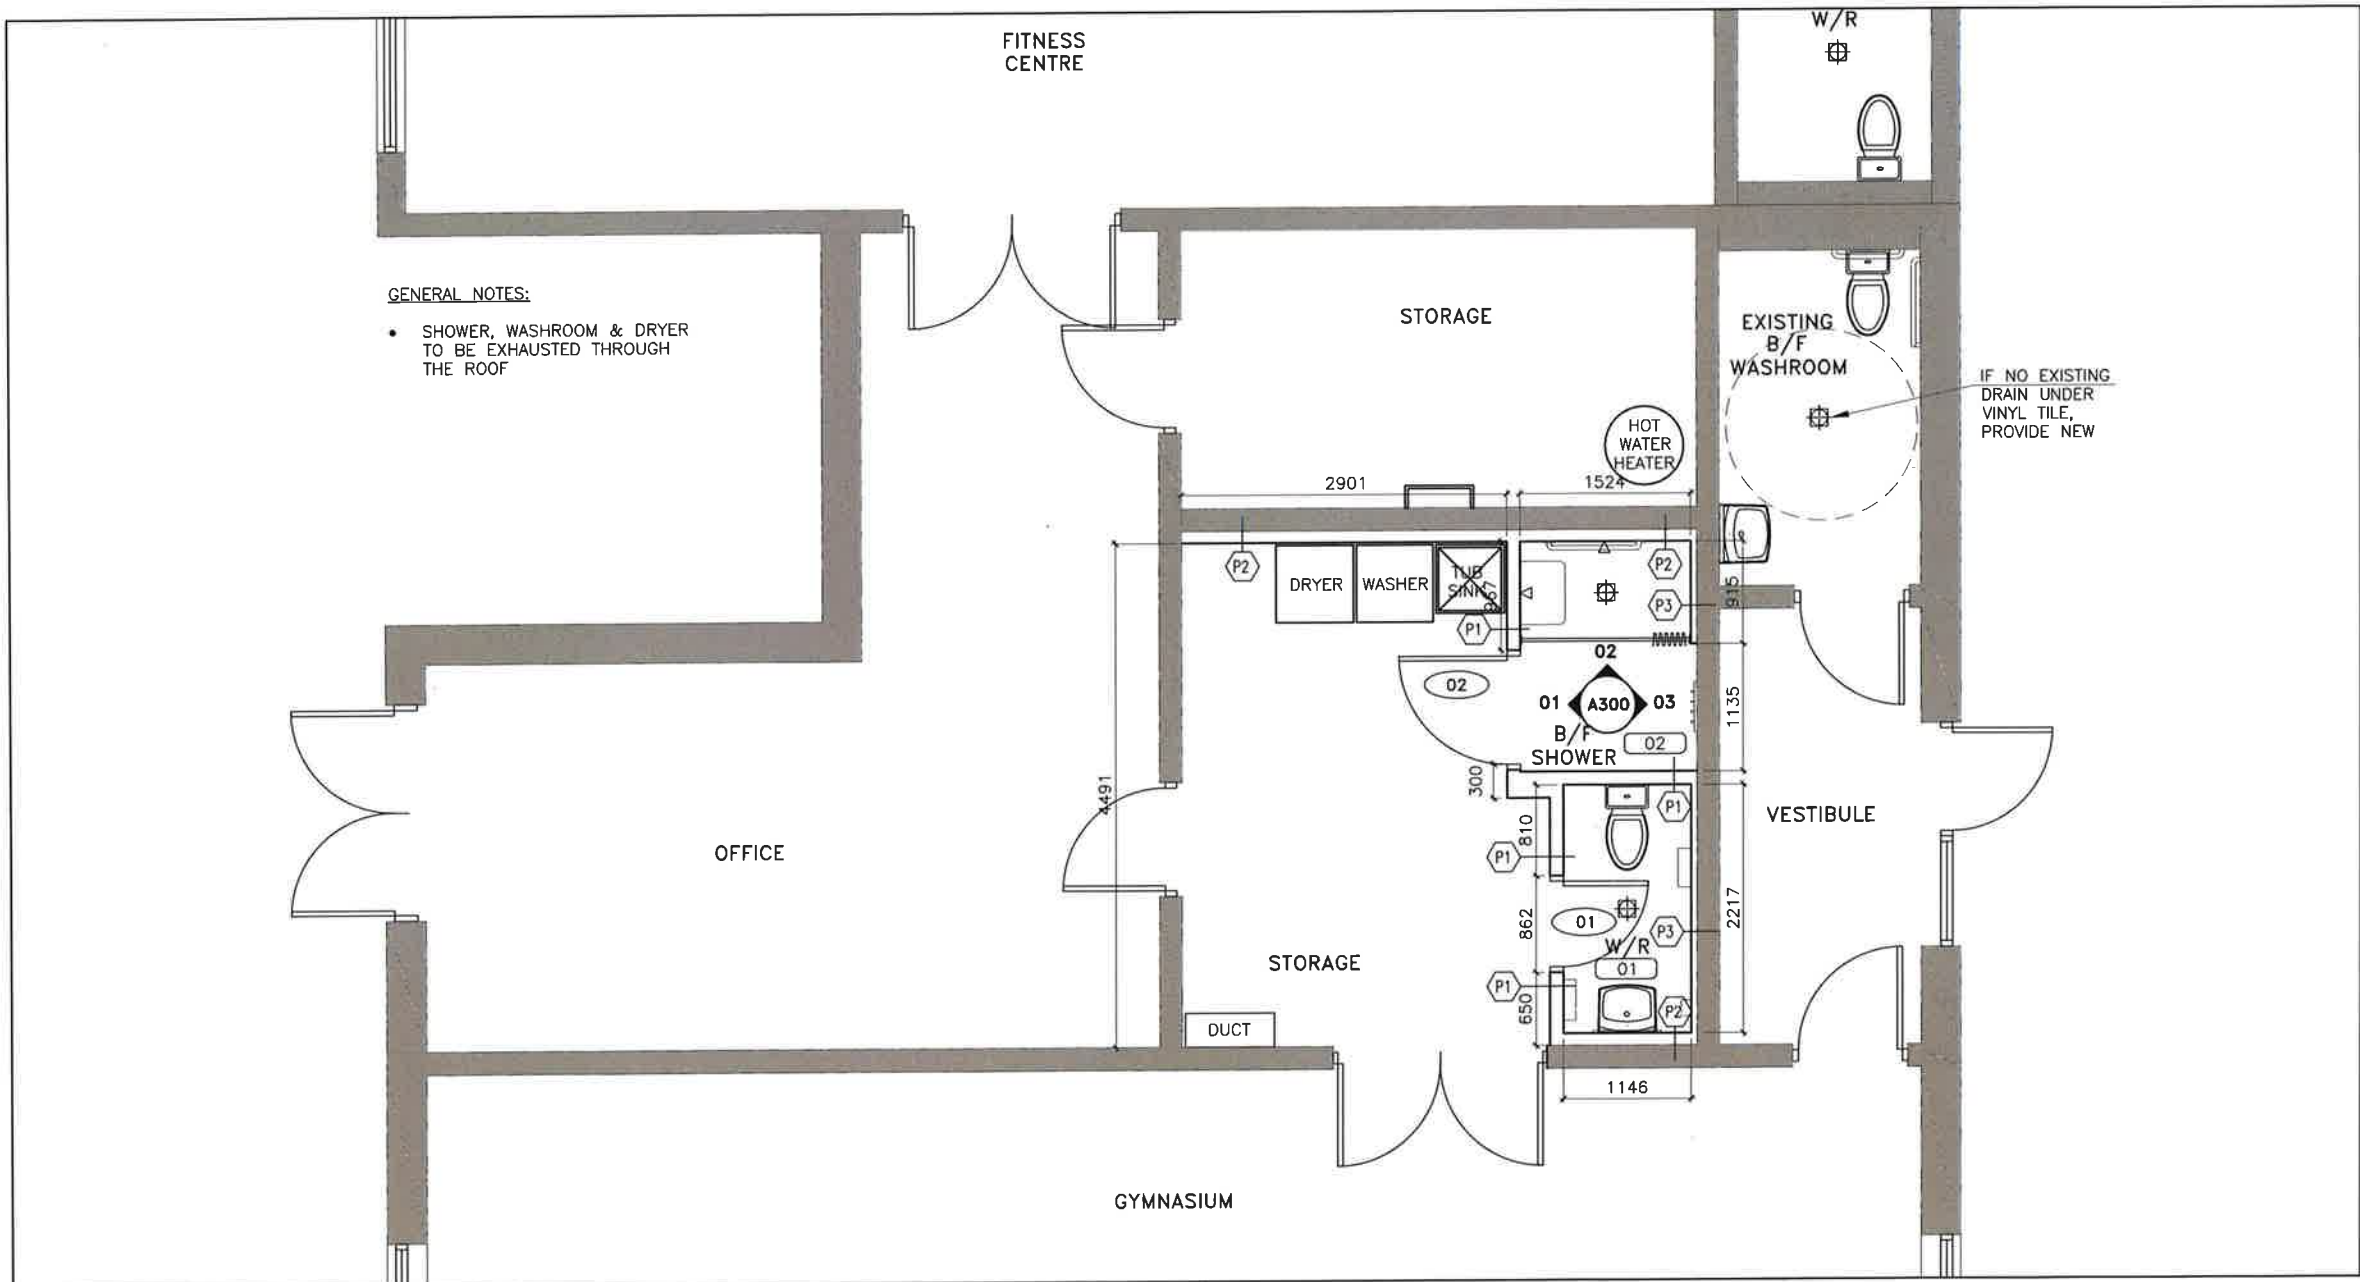 FITNESS
CENTRE
W/R
GENERAL NOTES:
• SHOWER, WASHROOM & DRYER
TO BE EXHAUSTED THROUGH
THE ROOF
STORAGE
EXISTING
B/F
WASHROOM
IF NO EXISTING
DRAIN UNDER
VINYL TILE,
PROVIDE NEW
HOT
WATER
HEATER
2901
1524
P2
DRYER
WASHER
TUB
SINK
957
P2
P3
915
P1
02
02
01
A300
03
B/F
SHOWER
02
1135
300
4491
P1
VESTIBULE
810
P1
OFFICE
2217
862
01
P3
W/R
01
STORAGE
P1
650
P2
DUCT
1146
GYMNASIUM